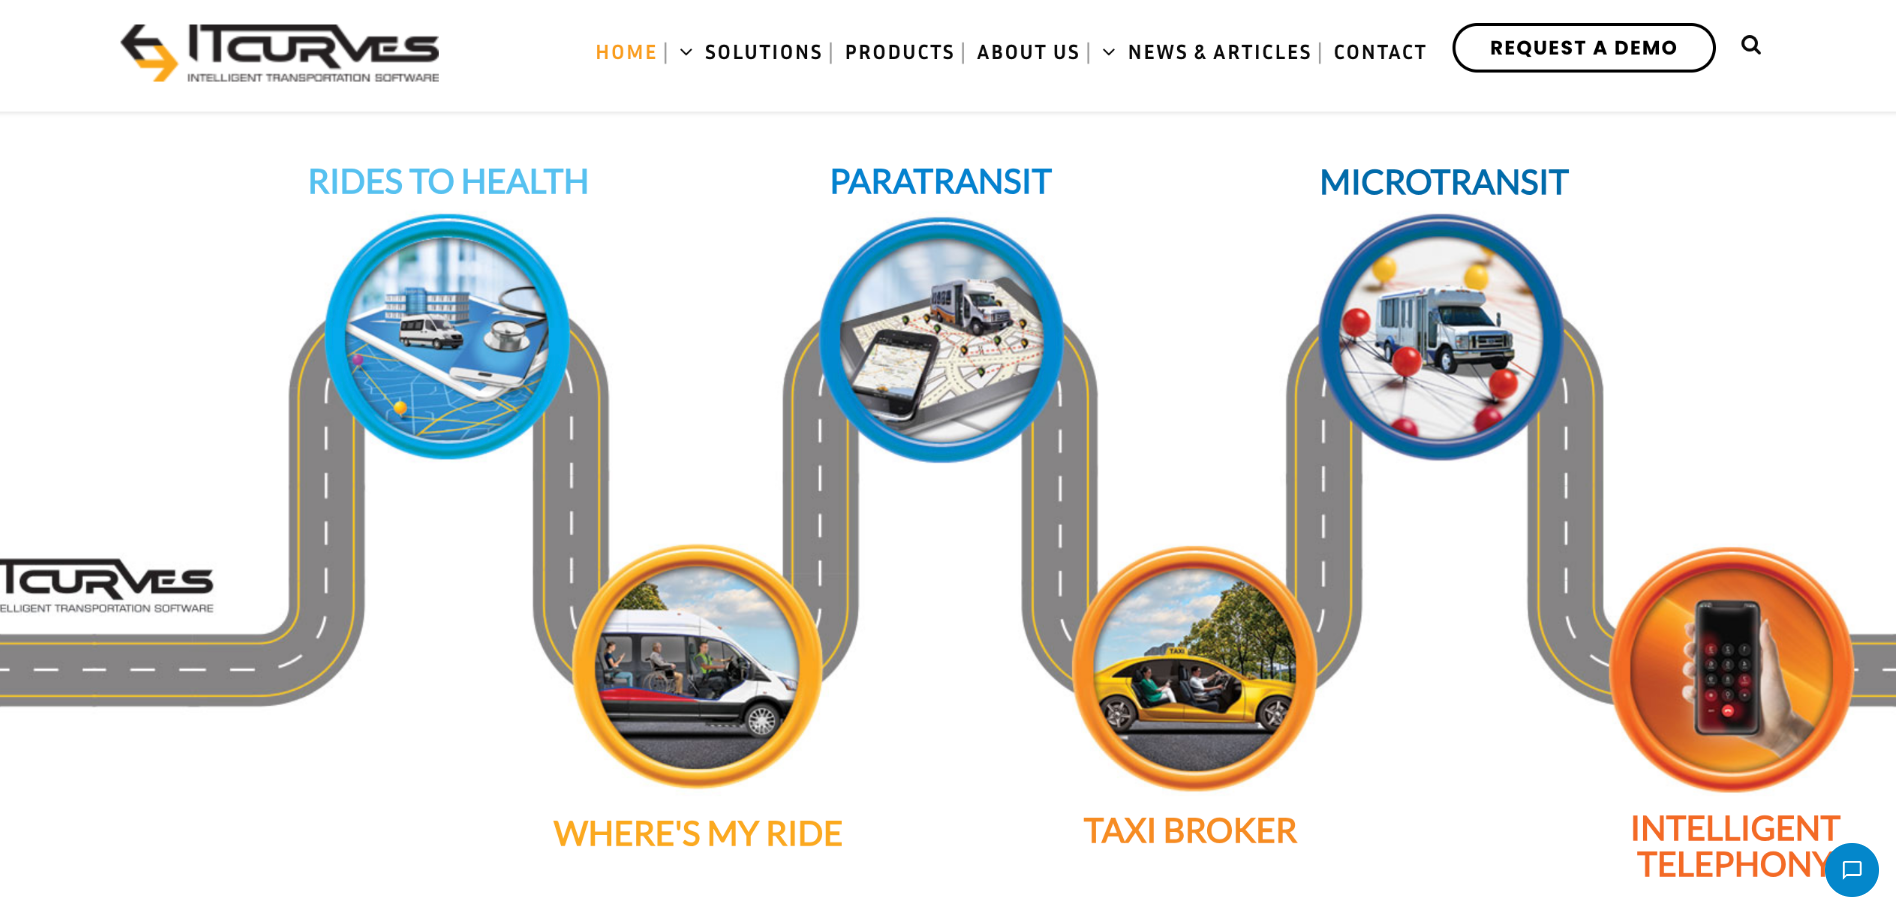 ITCURVES
INTELLIGENT TRANSPORTATION SOFTWARE
HOME
SOLUTIONS
PRODUCTS
ABOUT US
NEWS & ARTICLES
CONTACT
REQUEST A DEMO
RIDES TO HEALTH
PARATRANSIT
MICROTRANSIT
TCURVES
ELLIGENT TRANSPORTATION SOFTWARE
TAXI
WHERE'S MY RIDE
TAXI BROKER
INTELLIGENT
TELEPHONY